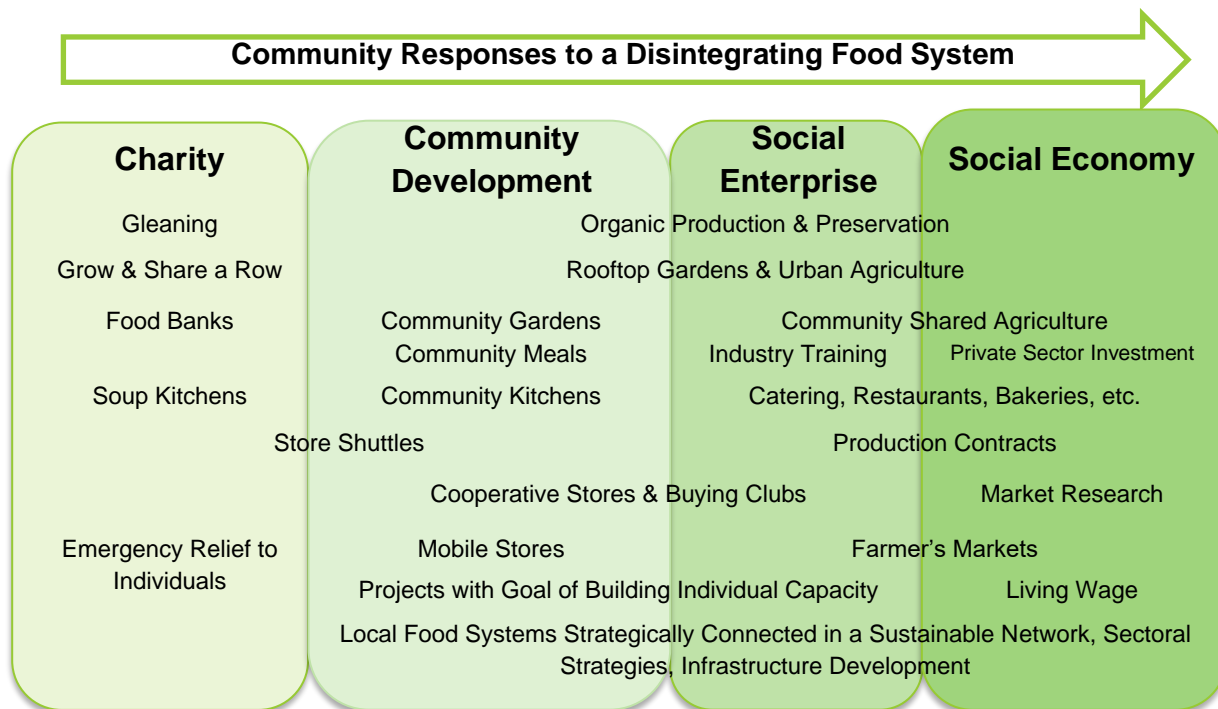 Community Responses to a Disintegrating Food System
Charity
Community
Development
Social
Enterprise
Social Economy
Gleaning
Organic Production & Preservation
Grow & Share a Row
Rooftop Gardens & Urban Agriculture
Food Banks
Community Gardens
Community Shared Agriculture
Community Meals
Industry Training
Private Sector Investment
Soup Kitchens
Community Kitchens
Catering, Restaurants, Bakeries, etc.
Store Shuttles
Production Contracts
Cooperative Stores & Buying Clubs
Market Research
Emergency Relief to
Individuals
Mobile Stores
Farmer’s Markets
Projects with Goal of Building Individual Capacity
Living Wage
Local Food Systems Strategically Connected in a Sustainable Network, Sectoral
Strategies, Infrastructure Development